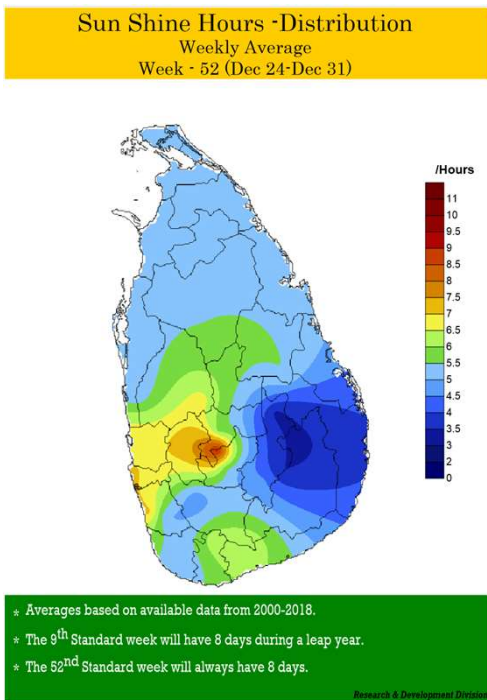 Sun Shine Hours -Distribution
Weekly Average
Week - 52 (Dec 24-Dec 31)
/Hours
11
10
9.5
9
8.5
8
7.5
7
6.5
6
5.5
5
4.5
4
3.5
3
2
0
* Averages based on available data from 2000-2018.
* The 9th Standard week will have 8 days during a leap year.
* The 52nd Standard week will always have 8 days.
Research & Development Division